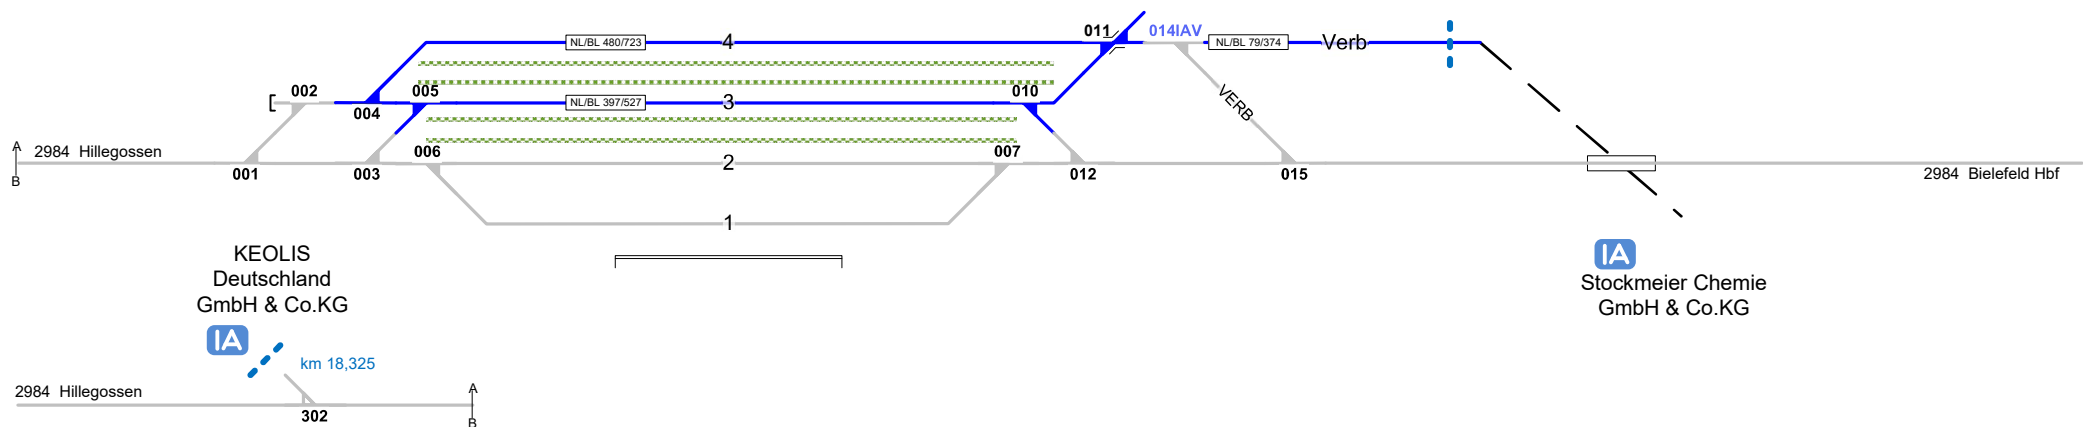 011
014IAV
NL/BL 480/723
4
NL/BL 79/374
Verb
002
005
NL/BL 397/527
3
010
004
VERB
A
2984 Hillegossen
B
006
2
007
001
003
012
015
2984 Bielefeld Hbf
1
KEOLIS
Deutschland
GmbH & Co.KG
IA
IA
Stockmeier Chemie
GmbH & Co.KG
km 18,325
2984 Hillegossen
A
302
B